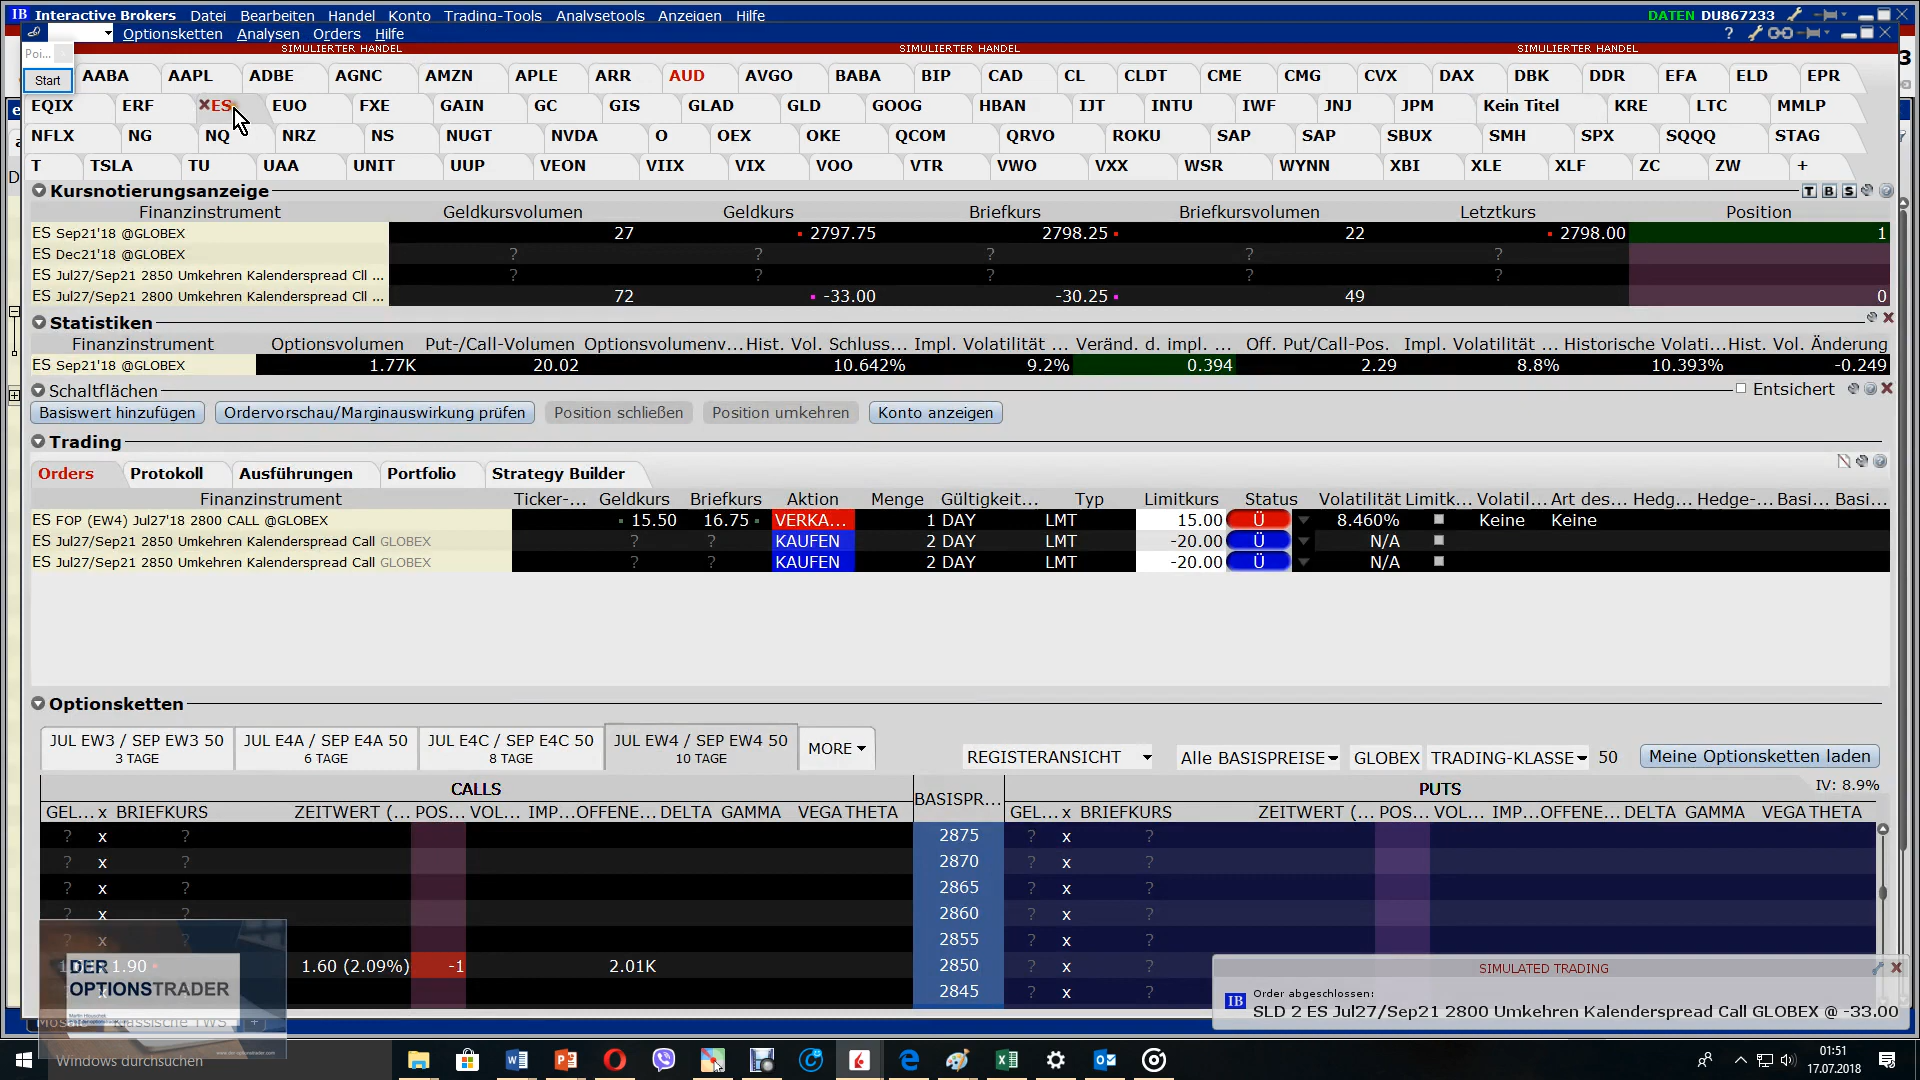 IB Interactive Brokers Datei Bearbeiten Handel Konto Trading-Tools Analysetools Anzeigen Hilfe DATEN DU867233
Optionsketten Analysen Orders Hilfe ?
SIMULIERTER HANDEL SIMULIERTER HANDEL SIMULIERTER HANDEL
Poi...
Start AABA AAPL ADBE AGNC AMZN APLE ARR AUD AVGO BABA BIP CAD CL CLDT CME CMG CVX DAX DBK DDR EFA ELD EPR
EQIX ERF ES EUO FXE GAIN GC GIS GLAD GLD GOOG HBAN IJT INTU IWF JNJ JPM Kein Titel KRE LTC MMLP
NFLX NG NQ NRZ NS NUGT NVDA O OEX OKE QCOM QRVO ROKU SAP SAP SBUX SMH SPX SQQQ STAG
T TSLA TU UAA UNIT UUP VEON VIIX VIX VOO VTR VWO VXX WSR WYNN XBI XLE XLF ZC ZW +
Kursnotierungsanzeige T B S
Finanzinstrument Geldkursvolumen Geldkurs Briefkurs Briefkursvolumen Letztkurs Position
ES Sep21'18 @GLOBEX 27 2797.75 2798.25 22 2798.00 1
ES Dec21'18 @GLOBEX ? ? ? ? ?
ES Jul27/Sep21 2850 Umkehren Kalenderspread Cll ... ? ? ? ? ?
ES Jul27/Sep21 2800 Umkehren Kalenderspread Cll ... 72 -33.00 -30.25 49 0
Statistiken
Finanzinstrument Optionsvolumen Put-/Call-Volumen Optionsvolumenv... Hist. Vol. Schluss... Impl. Volatilität ... Veränd. d. impl. ... Off. Put/Call-Pos. Impl. Volatilität ... Historische Volati... Hist. Vol. Änderung
ES Sep21'18 @GLOBEX 1.77K 20.02 10.642% 9.2% 0.394 2.29 8.8% 10.393% -0.249
Schaltflächen Entsichert
Basiswert hinzufügen Ordervorschau/Marginauswirkung prüfen Position schließen Position umkehren Konto anzeigen
Trading
Orders Protokoll Ausführungen Portfolio Strategy Builder
Finanzinstrument Ticker-... Geldkurs Briefkurs Aktion Menge Gültigkeit... Typ Limitkurs Status Volatilität Limitk... Volatil... Art des... Hedg... Hedge-... Basi... Basi...
ES FOP (EW4) Jul27'18 2800 CALL @GLOBEX 15.50 16.75 VERKA... 1 DAY LMT 15.00 Ü 8.460% Keine Keine
ES Jul27/Sep21 2850 Umkehren Kalenderspread Call GLOBEX ? ? KAUFEN 2 DAY LMT -20.00 Ü N/A
ES Jul27/Sep21 2850 Umkehren Kalenderspread Call GLOBEX ? ? KAUFEN 2 DAY LMT -20.00 Ü N/A
Optionsketten
JUL EW3 / SEP EW3 50 JUL E4A / SEP E4A 50 JUL E4C / SEP E4C 50 JUL EW4 / SEP EW4 50 MORE
3 TAGE 6 TAGE 8 TAGE 10 TAGE
REGISTERANSICHT Alle BASISPREISE GLOBEX TRADING-KLASSE 50 Meine Optionsketten laden
CALLS BASISPR... PUTS IV: 8.9%
GEL... x BRIEFKURS ZEITWERT (... POS... VOL... IMP... OFFENE... DELTA GAMMA VEGA THETA GEL... x BRIEFKURS ZEITWERT (... POS... VOL... IMP... OFFENE... DELTA GAMMA VEGA THETA
? x ? 2875 ? x ?
? x ? 2870 ? x ?
? x ? 2865 ? x ?
? x ? 2860 ? x ?
x ? 2855 ? x ?
1.90 1.60 (2.09%) -1 2.01K 2850 ? x ?
2845 ? x ?
DER
OPTIONSTRADER
SIMULATED TRADING
IB Order abgeschlossen:
SLD 2 ES Jul27/Sep21 2800 Umkehren Kalenderspread Call GLOBEX @ -33.00
Mosaic Klassische TWS +
Windows durchsuchen
01:51
17.07.2018